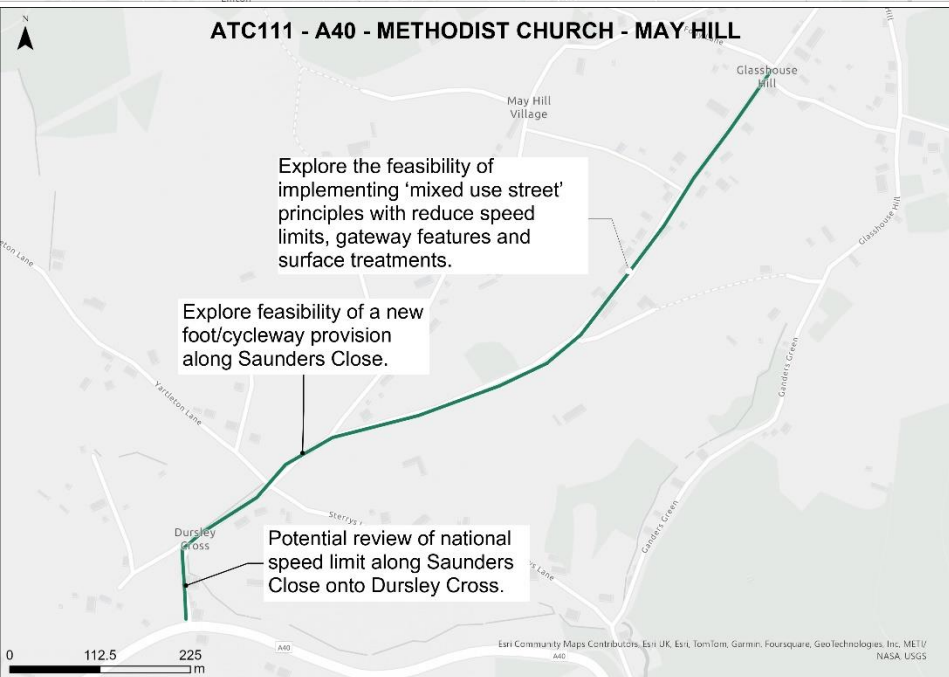 N
ATC111 - A40 - METHODIST CHURCH - MAY HILL
Glasshouse
Hill
May Hill
Village
Explore the feasibility of
implementing ‘mixed use street’
principles with reduce speed
limits, gateway features and
surface treatments.
Glasshouse Hill
Explore feasibility of a new
foot/cycleway provision
along Saunders Close.
Yartleton Lane
Ganders Green
Dursley
Cross
Potential review of national
speed limit along Saunders
Close onto Dursley Cross.
Ganders Green
0 112.5 225
m
A40
A40
Esri Community Maps Contributors, Esri UK, Esri, TomTom, Garmin, Foursquare, GeoTechnologies, Inc, METI/
NASA, USGS